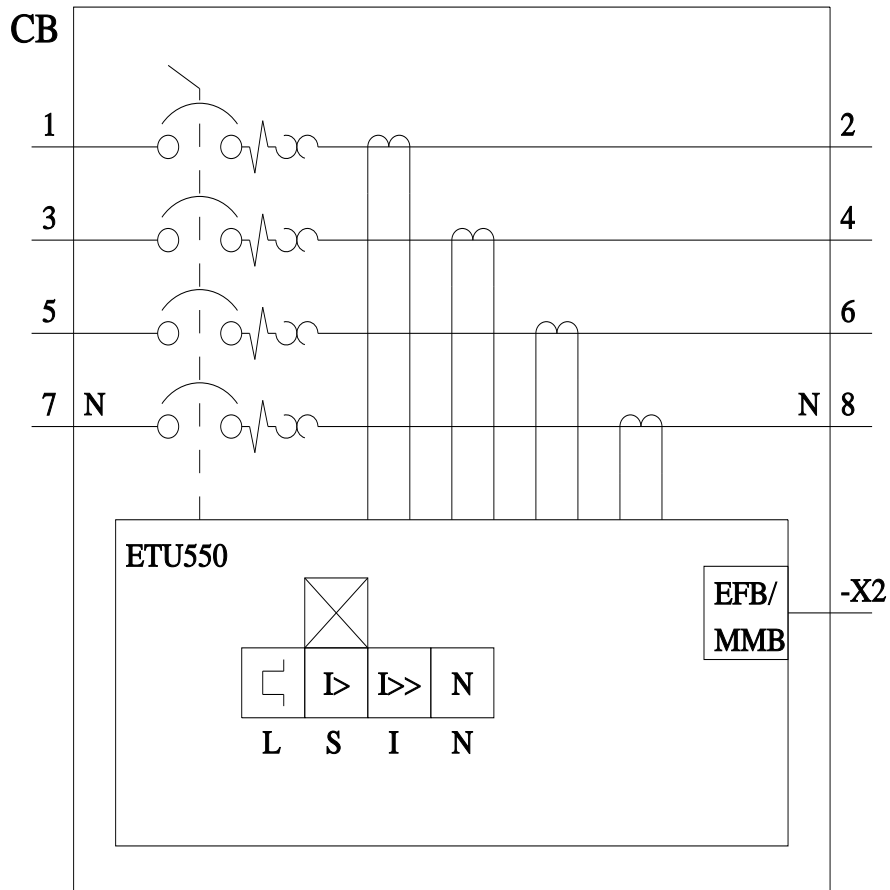 CB
1 2
3 4
5 6
7 N N 8
ETU550
EFB/ -X2
MMB
I> I>> N
L S I N